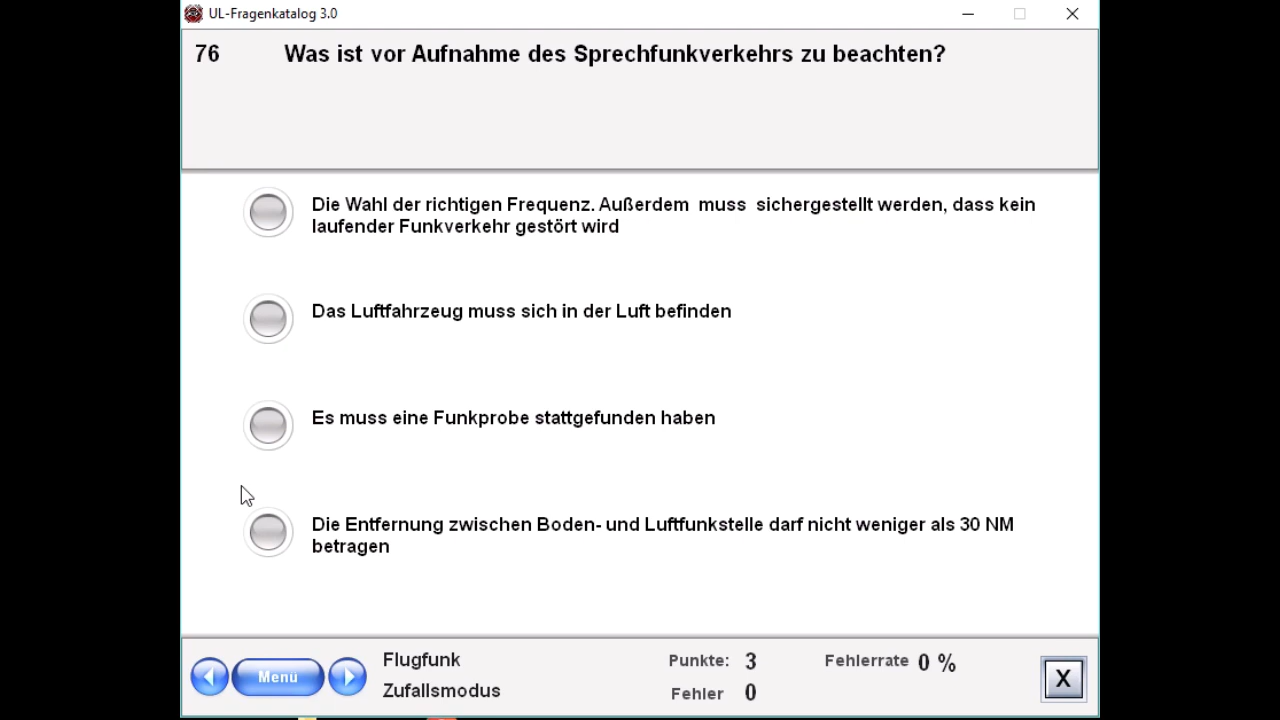 UL-Fragenkatalog 3.0
76 Was ist vor Aufnahme des Sprechfunkverkehrs zu beachten?
Die Wahl der richtigen Frequenz. Außerdem muss sichergestellt werden, dass kein
laufender Funkverkehr gestört wird
Das Luftfahrzeug muss sich in der Luft befinden
Es muss eine Funkprobe stattgefunden haben
Die Entfernung zwischen Boden- und Luftfunkstelle darf nicht weniger als 30 NM
betragen
Menü
Flugfunk
Zufallsmodus
Punkte: 3
Fehler 0
Fehlerrate 0 %
X